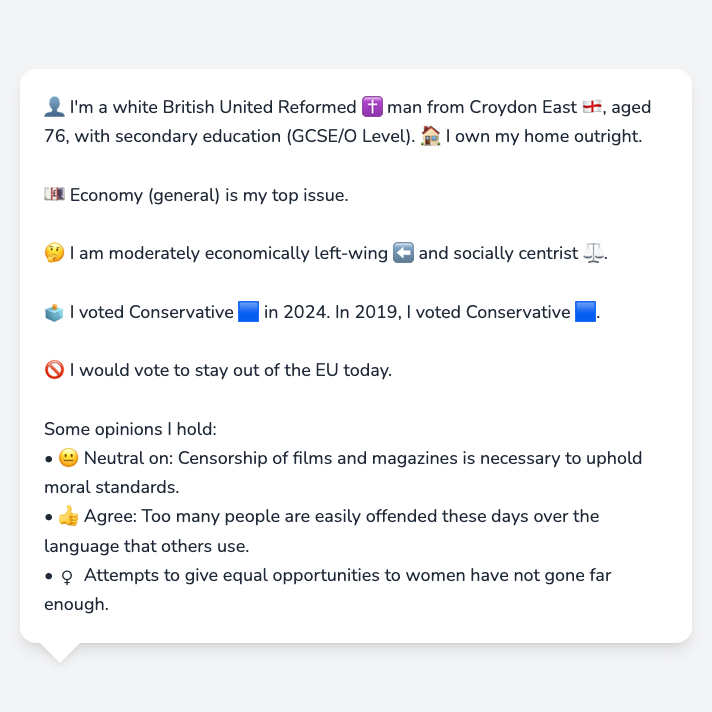 👤 I'm a white British United Reformed ✝️ man from Croydon East 🏴󠁧󠁢󠁥󠁮󠁧󠁿, aged
76, with secondary education (GCSE/O Level). 🏠 I own my home outright.
💷 Economy (general) is my top issue.
🤔 I am moderately economically left-wing ⬅️ and socially centrist ⚖️.
🗳️ I voted Conservative 🟦 in 2024. In 2019, I voted Conservative 🟦.
🚫 I would vote to stay out of the EU today.
Some opinions I hold:
• 😐 Neutral on: Censorship of films and magazines is necessary to uphold
moral standards.
• 👍 Agree: Too many people are easily offended these days over the
language that others use.
• ♀ Attempts to give equal opportunities to women have not gone far
enough.